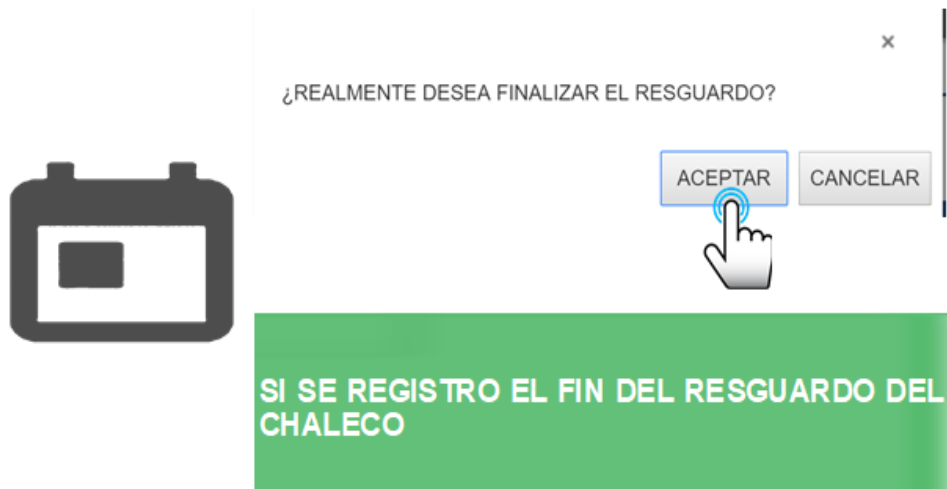 ×
¿REALMENTE DESEA FINALIZAR EL RESGUARDO?
ACEPTAR CANCELAR
SI SE REGISTRO EL FIN DEL RESGUARDO DEL
CHALECO